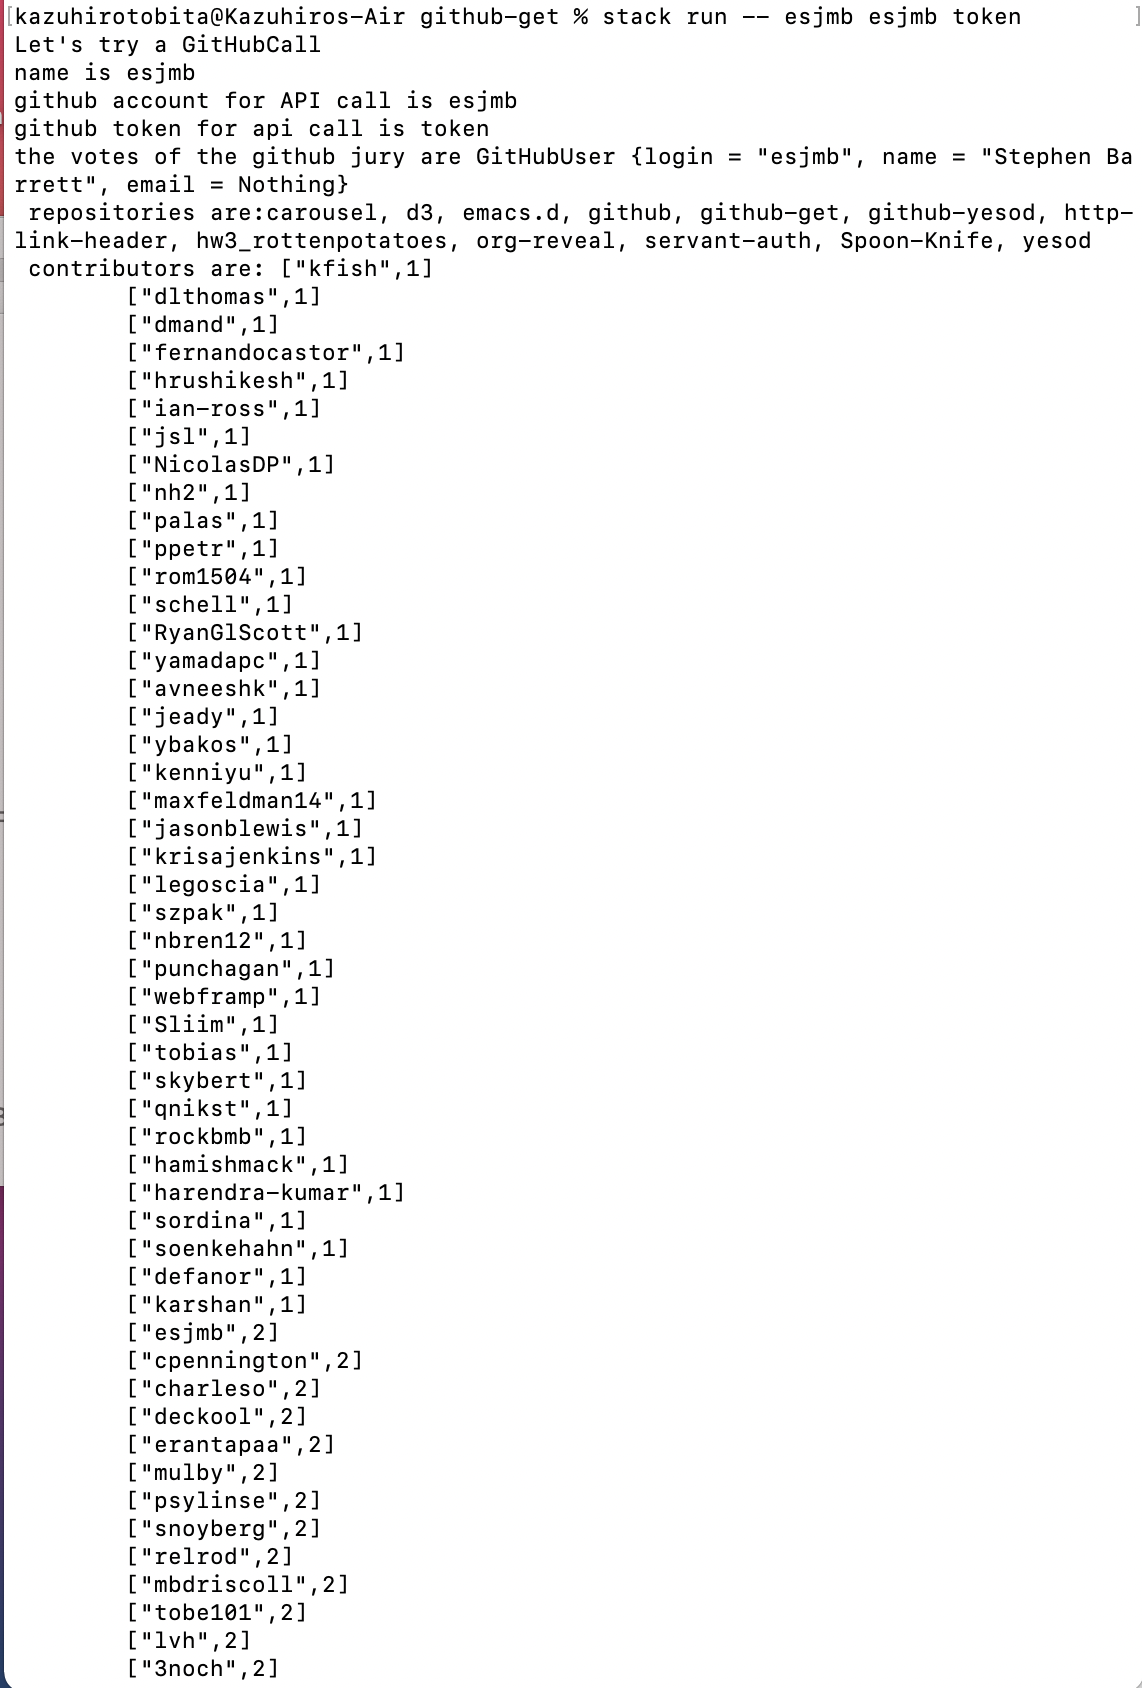 [kazuhirotobita@Kazuhiros-Air github-get % stack run -- esjmb esjmb token ]
Let's try a GitHubCall
name is esjmb
github account for API call is esjmb
github token for api call is token
the votes of the github jury are GitHubUser {login = "esjmb", name = "Stephen Ba
rrett", email = Nothing}
 repositories are:carousel, d3, emacs.d, github, github-get, github-yesod, http-
link-header, hw3_rottenpotatoes, org-reveal, servant-auth, Spoon-Knife, yesod
 contributors are: ["kfish",1]
["dlthomas",1]
["dmand",1]
["fernandocastor",1]
["hrushikesh",1]
["ian-ross",1]
["jsl",1]
["NicolasDP",1]
["nh2",1]
["palas",1]
["ppetr",1]
["rom1504",1]
["schell",1]
["RyanGlScott",1]
["yamadapc",1]
["avneeshk",1]
["jeady",1]
["ybakos",1]
["kenniyu",1]
["maxfeldman14",1]
["jasonblewis",1]
["krisajenkins",1]
["legoscia",1]
["szpak",1]
["nbren12",1]
["punchagan",1]
["webframp",1]
["Sliim",1]
["tobias",1]
["skybert",1]
["qnikst",1]
["rockbmb",1]
["hamishmack",1]
["harendra-kumar",1]
["sordina",1]
["soenkehahn",1]
["defanor",1]
["karshan",1]
["esjmb",2]
["cpennington",2]
["charleso",2]
["deckool",2]
["erantapaa",2]
["mulby",2]
["psylinse",2]
["snoyberg",2]
["relrod",2]
["mbdriscoll",2]
["tobe101",2]
["lvh",2]
["3noch",2]